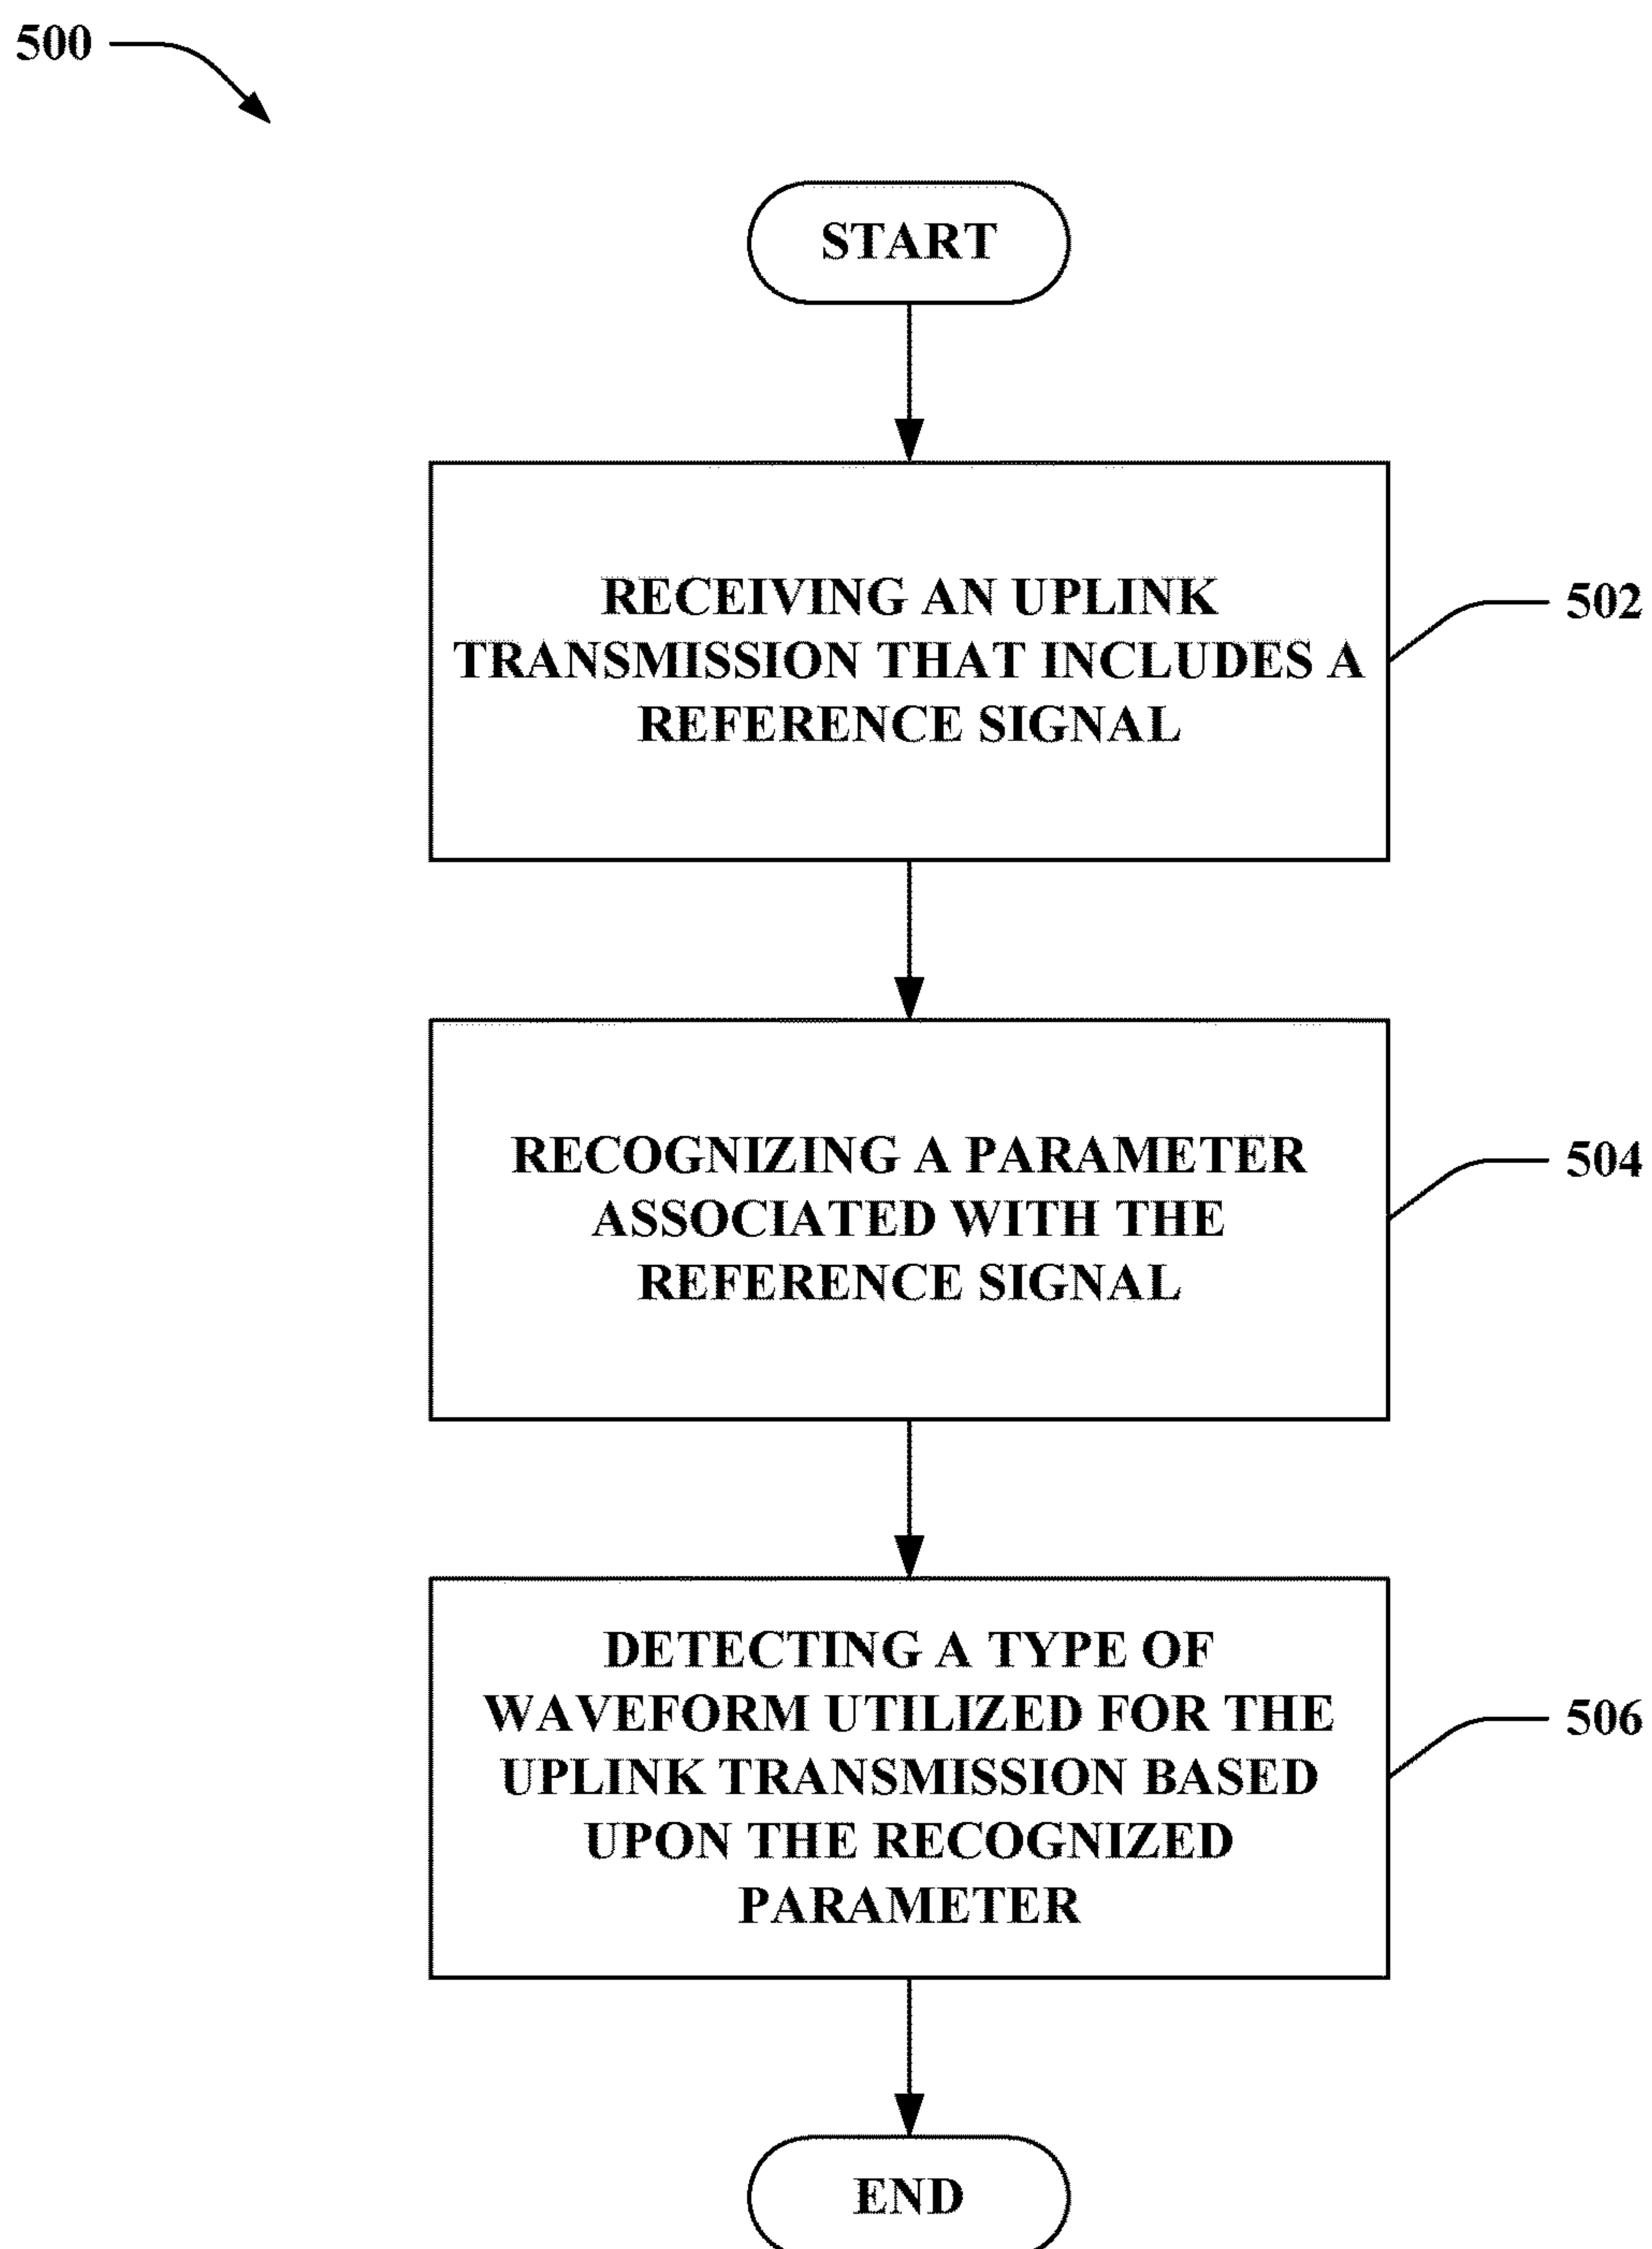 500
START
RECEIVING AN UPLINK
TRANSMISSION THAT INCLUDES A
REFERENCE SIGNAL
502
RECOGNIZING A PARAMETER
ASSOCIATED WITH THE
REFERENCE SIGNAL
504
DETECTING A TYPE OF
WAVEFORM UTILIZED FOR THE
UPLINK TRANSMISSION BASED
UPON THE RECOGNIZED
PARAMETER
506
END